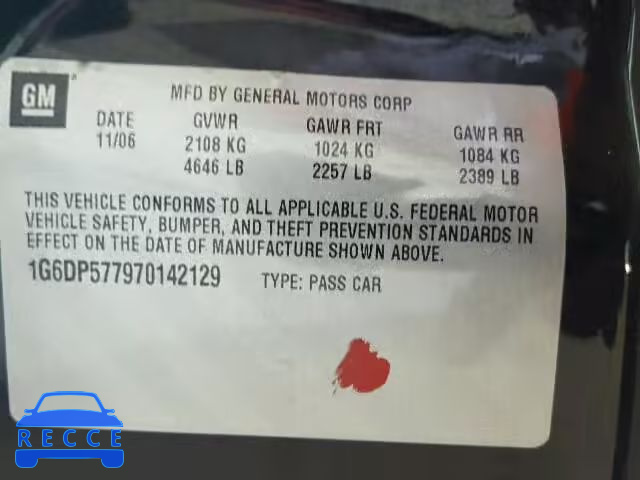 GM
MFD BY GENERAL MOTORS CORP
DATE GVWR GAWR FRT GAWR RR
11/06 2108 KG 1024 KG 1084 KG
4646 LB 2257 LB 2389 LB
THIS VEHICLE CONFORMS TO ALL APPLICABLE U.S. FEDERAL MOTOR
VEHICLE SAFETY, BUMPER, AND THEFT PREVENTION STANDARDS IN
EFFECT ON THE DATE OF MANUFACTURE SHOWN ABOVE.
1G6DP577970142129 TYPE: PASS CAR
RECCE